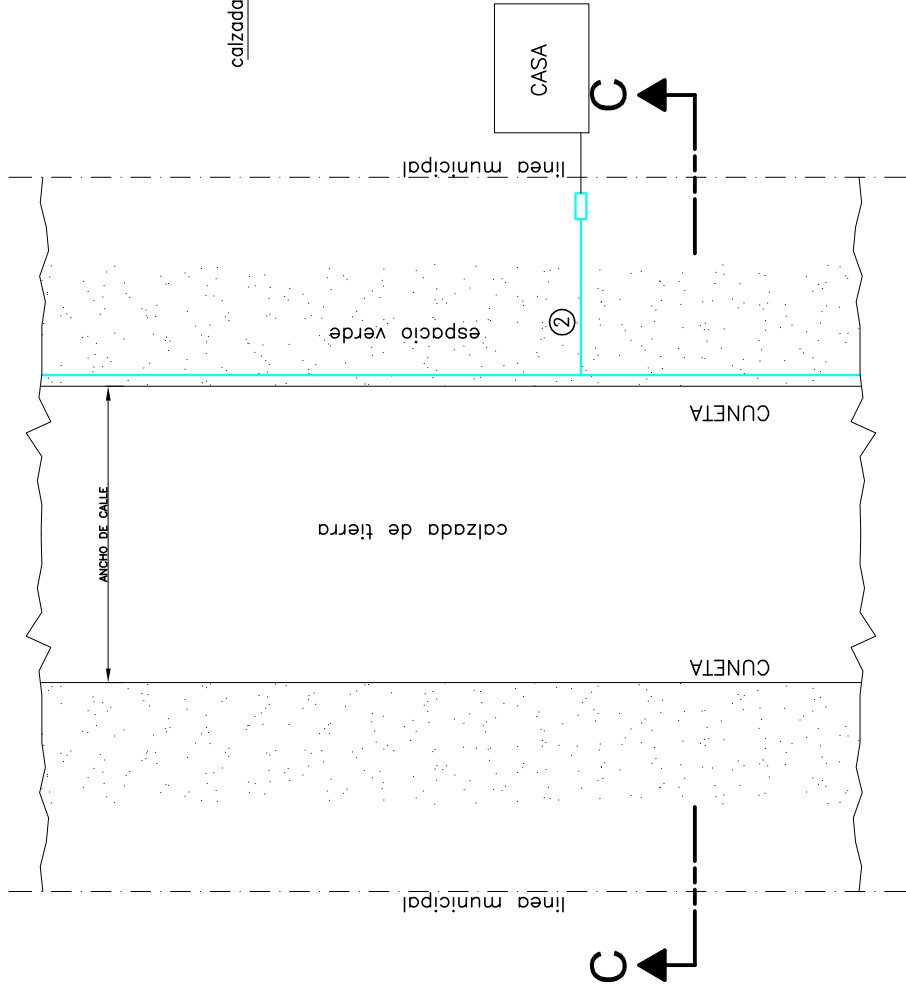 calzada
CASA
C
linea municipal
espacio verde
2
CUNETA
ANCHO DE CALLE
calzada de tierra
CUNETA
linea municipal
C